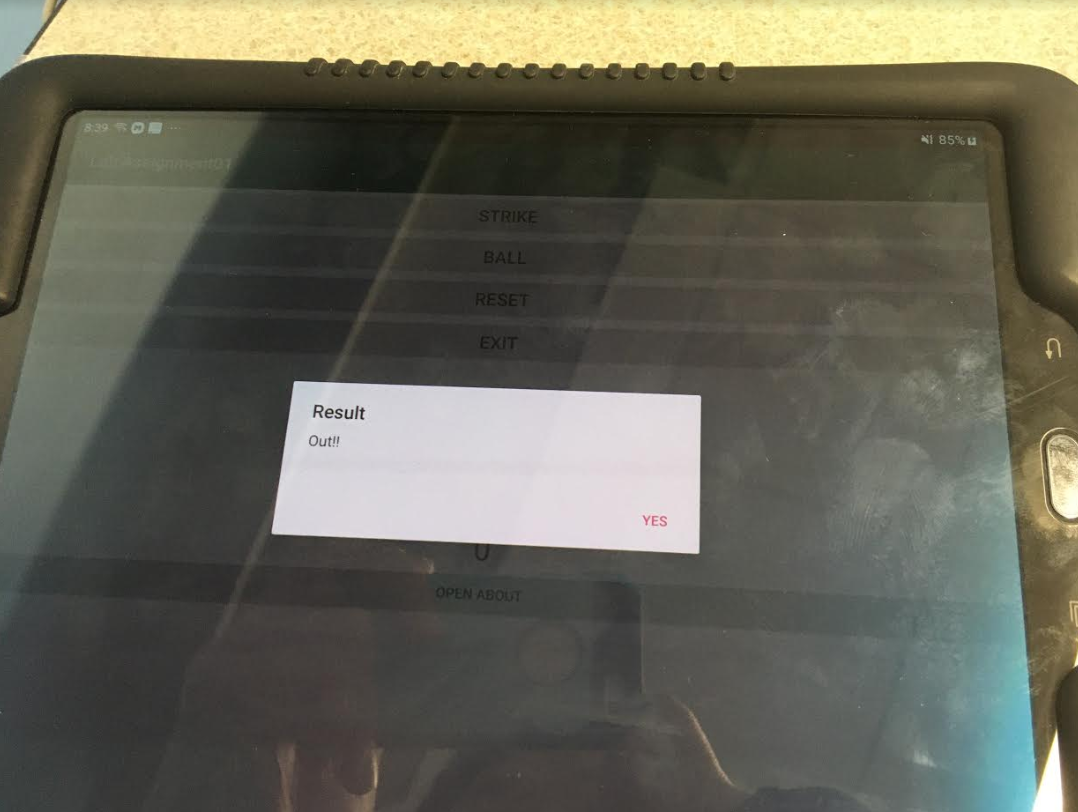 8:39
85%
STRIKE
BALL
RESET
EXIT
Result
Out!!
YES
0
OPEN ABOUT